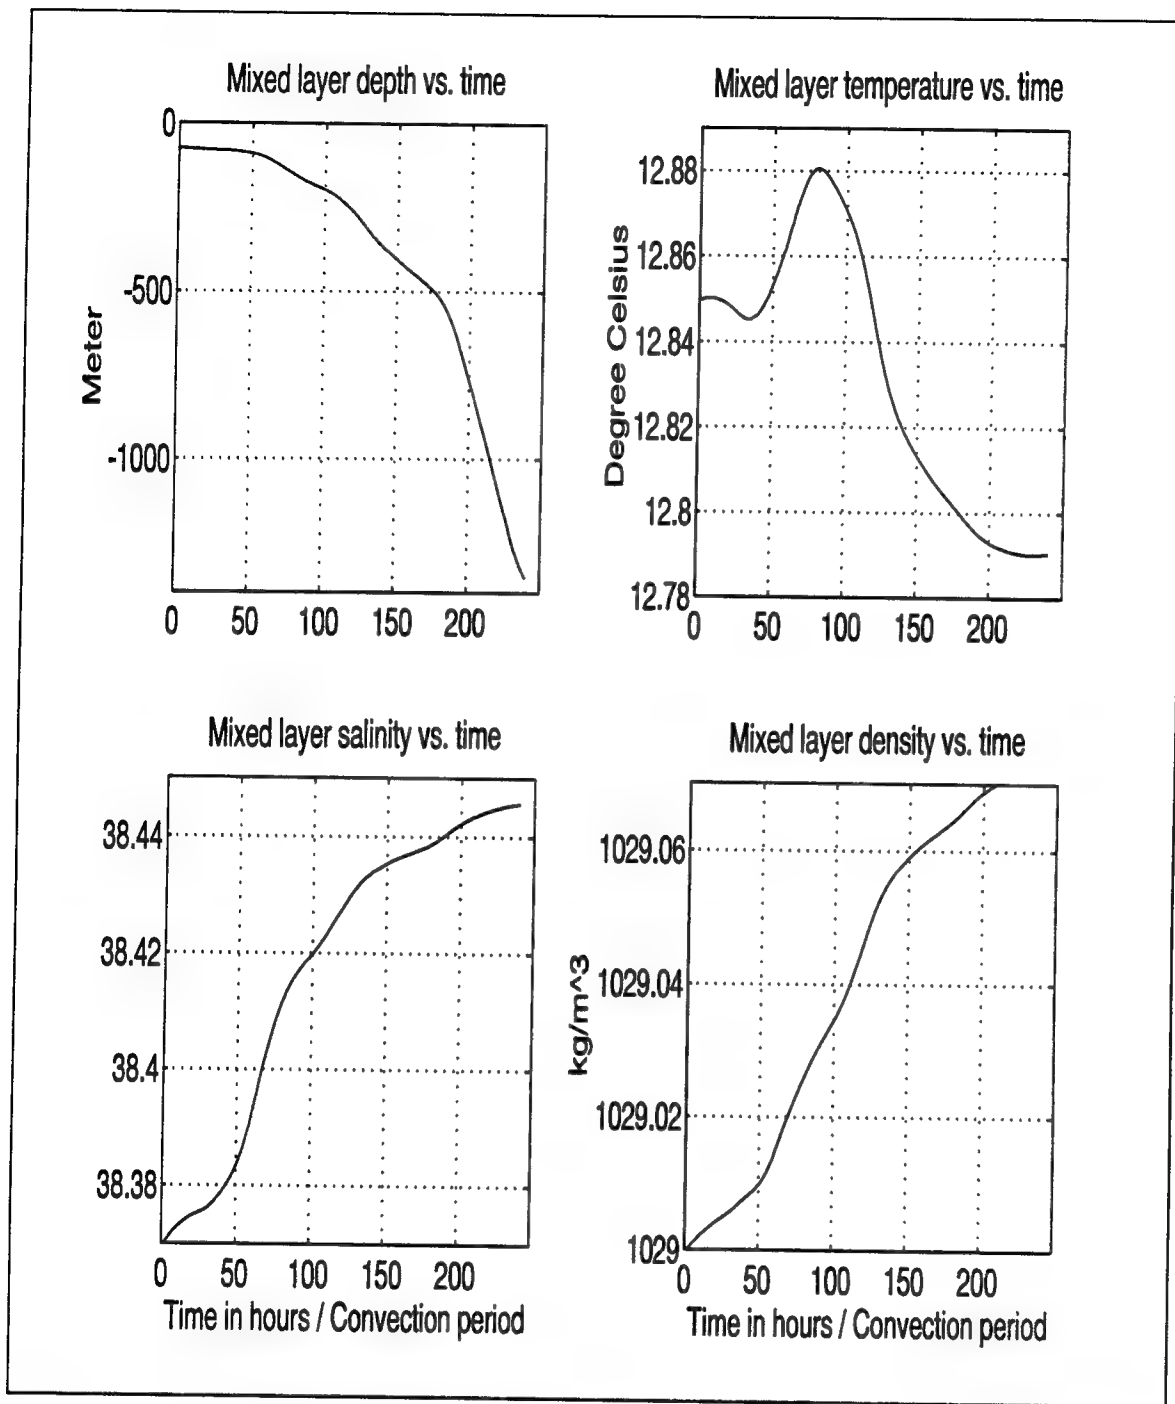 Mixed layer depth vs. time
0
-500
-1000
Meter
0 50 100 150 200
Mixed layer temperature vs. time
12.88
12.86
12.84
12.82
12.8
12.78
Degree Celsius
0 50 100 150 200
Mixed layer salinity vs. time
38.44
38.42
38.4
38.38
0 50 100 150 200
Time in hours / Convection period
Mixed layer density vs. time
1029.06
1029.04
1029.02
1029
kg/m^3
0 50 100 150 200
Time in hours / Convection period